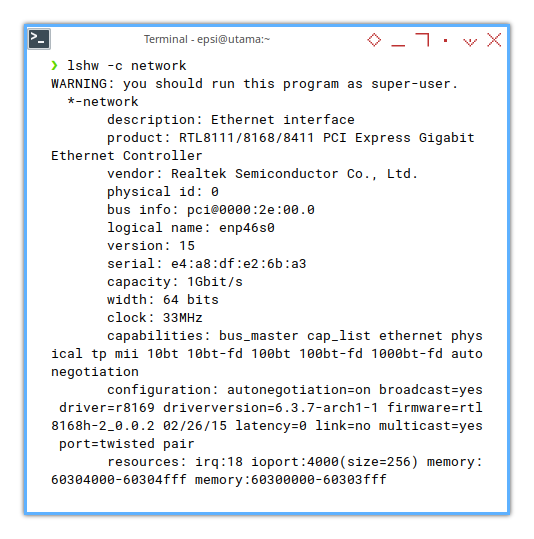 Terminal - epsi@utama:~
❯ lshw -c network
WARNING: you should run this program as super-user.
  *-network
       description: Ethernet interface
       product: RTL8111/8168/8411 PCI Express Gigabit
Ethernet Controller
       vendor: Realtek Semiconductor Co., Ltd.
       physical id: 0
       bus info: pci@0000:2e:00.0
       logical name: enp46s0
       version: 15
       serial: e4:a8:df:e2:6b:a3
       capacity: 1Gbit/s
       width: 64 bits
       clock: 33MHz
       capabilities: bus_master cap_list ethernet phys
ical tp mii 10bt 10bt-fd 100bt 100bt-fd 1000bt-fd auto
negotiation
       configuration: autonegotiation=on broadcast=yes
 driver=r8169 driverversion=6.3.7-arch1-1 firmware=rtl
8168h-2_0.0.2 02/26/15 latency=0 link=no multicast=yes
 port=twisted pair
       resources: irq:18 ioport:4000(size=256) memory:
60304000-60304fff memory:60300000-60303fff